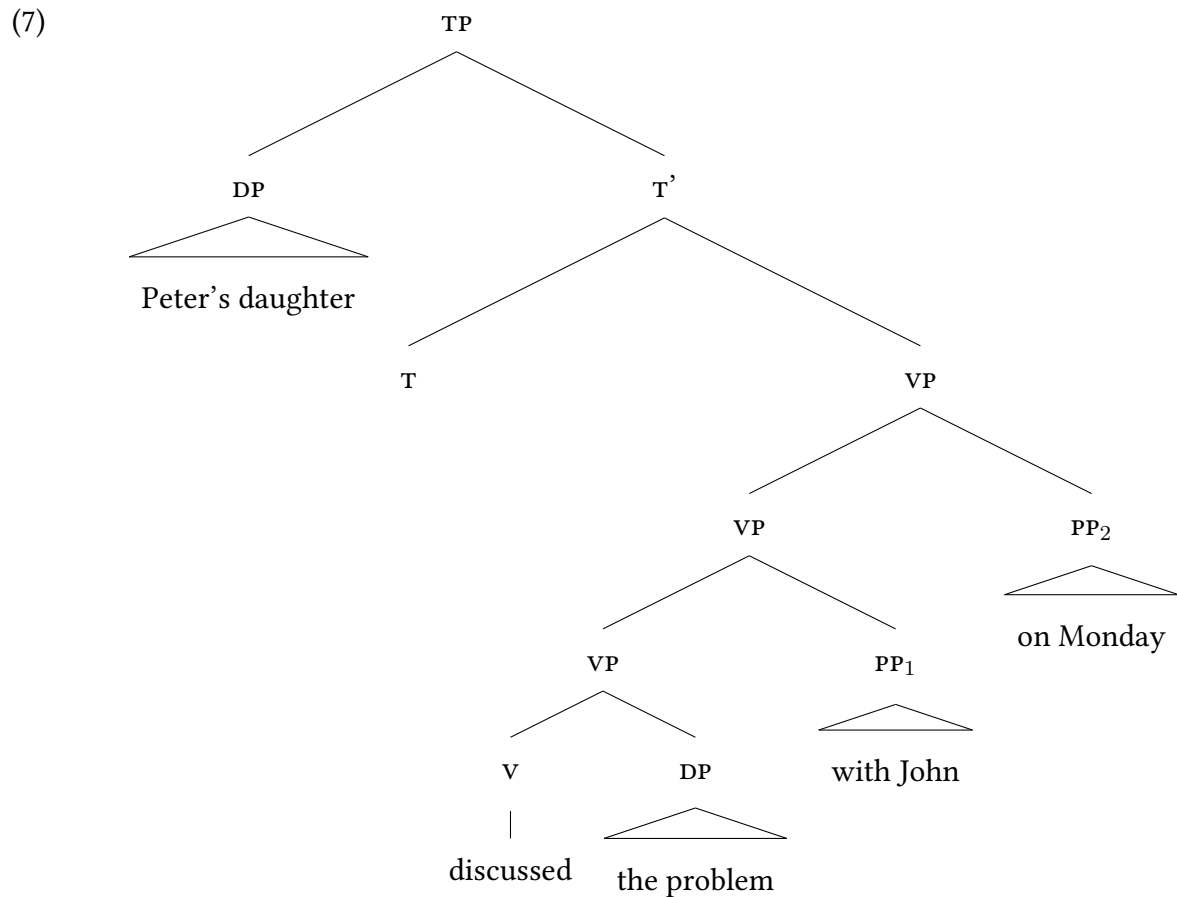 (7)
TP
DP
T’
Peter’s daughter
T
VP
VP
PP₂
on Monday
VP
PP₁
with John
V
DP
discussed
the problem